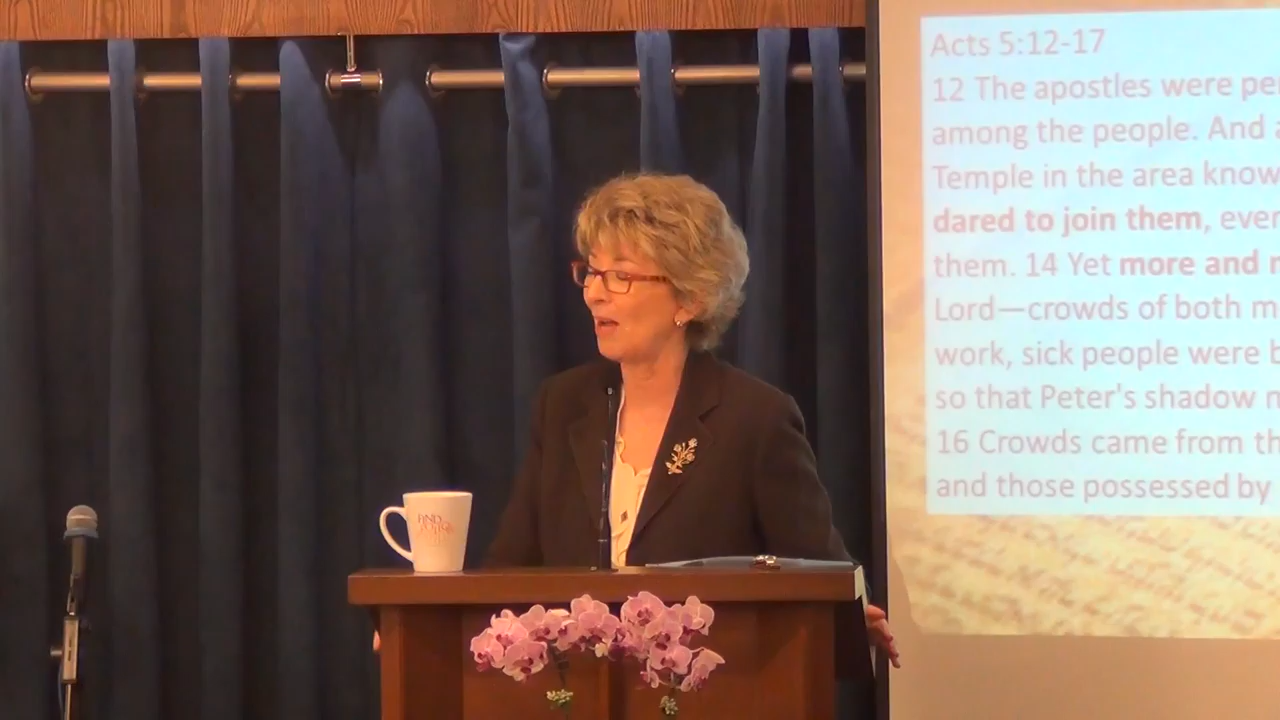 Acts 5:12-17
12 The apostles were pe
among the people. And
Temple in the area know
dared to join them, ever
them. 14 Yet more and
Lord—crowds of both m
work, sick people were b
so that Peter's shadow
16 Crowds came from th
and those possessed by